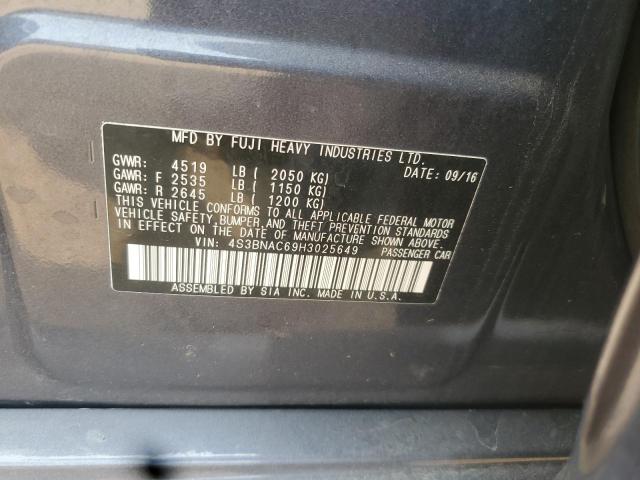 MFD BY FUJI HEAVY INDUSTRIES LTD.
GVWR: 4519 LB ( 2050 KG) DATE: 09/16
GAWR: F 2535 LB ( 1150 KG)
GAWR: R 2645 LB ( 1200 KG)
THIS VEHICLE CONFORMS TO ALL APPLICABLE FEDERAL MOTOR
VEHICLE SAFETY, BUMPER, AND THEFT PREVENTION STANDARDS
IN EFFECT ON THE DATE OF MANUFACTURE SHOWN ABOVE.
VIN: 4S3BNAC69H3025649 PASSENGER CAR
ASSEMBLED BY SIA INC. MADE IN U.S.A.